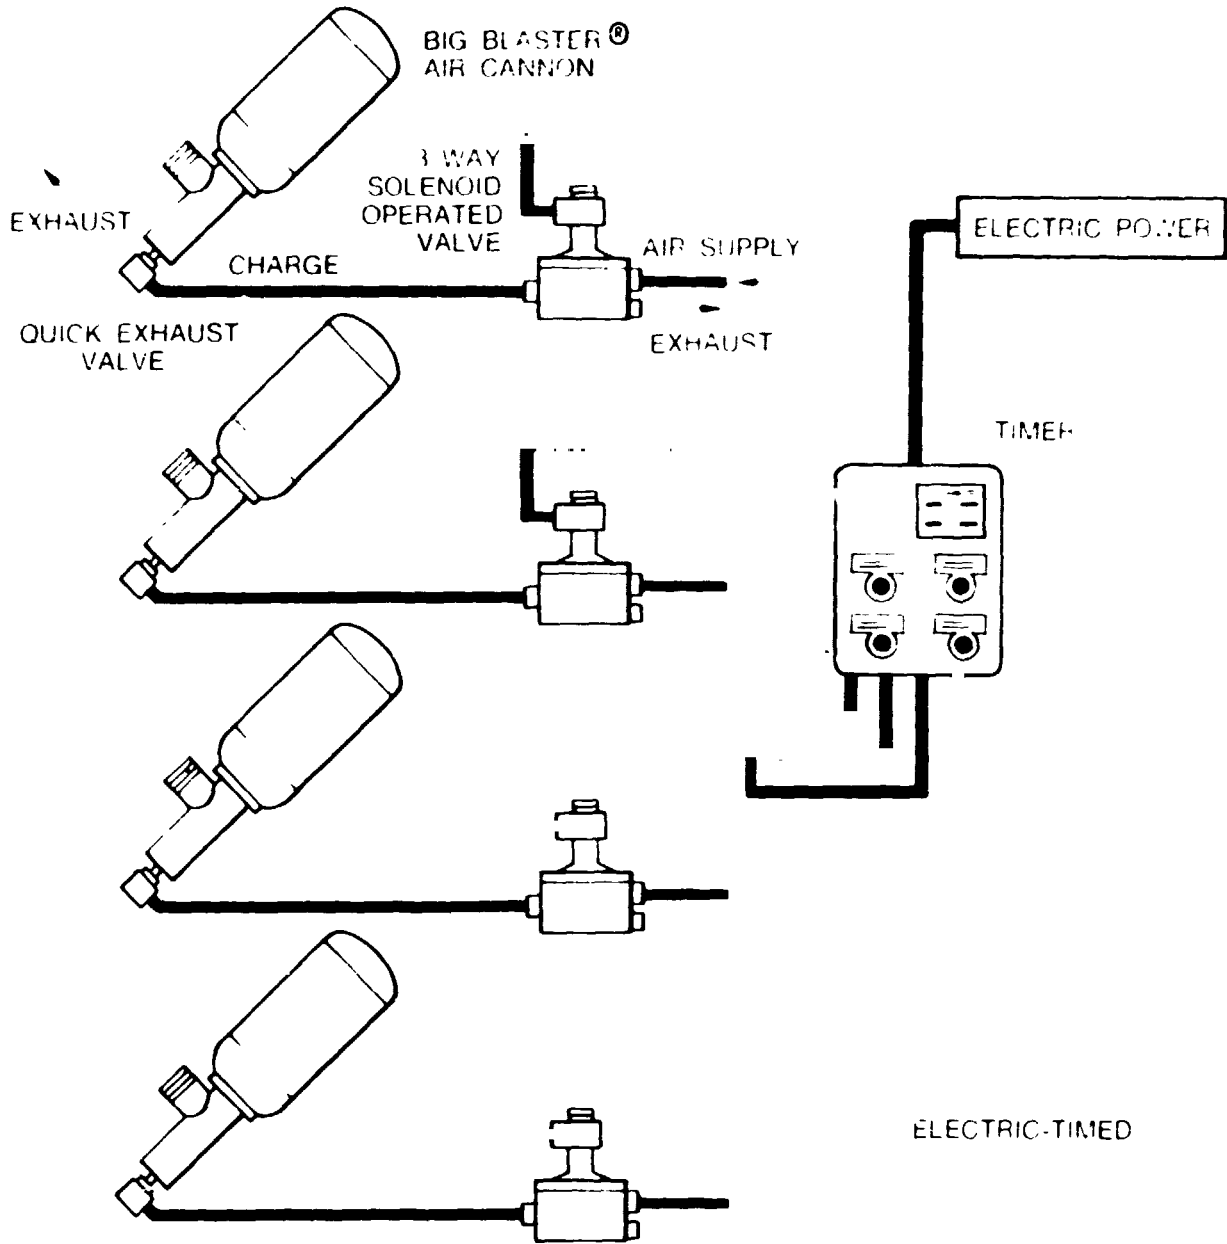 BIG BLASTER®
AIR CANNON
3 WAY
SOLENOID
OPERATED
VALVE
EXHAUST
CHARGE
AIR SUPPLY
ELECTRIC POWER
QUICK EXHAUST
VALVE
EXHAUST
TIMER
ELECTRIC-TIMED